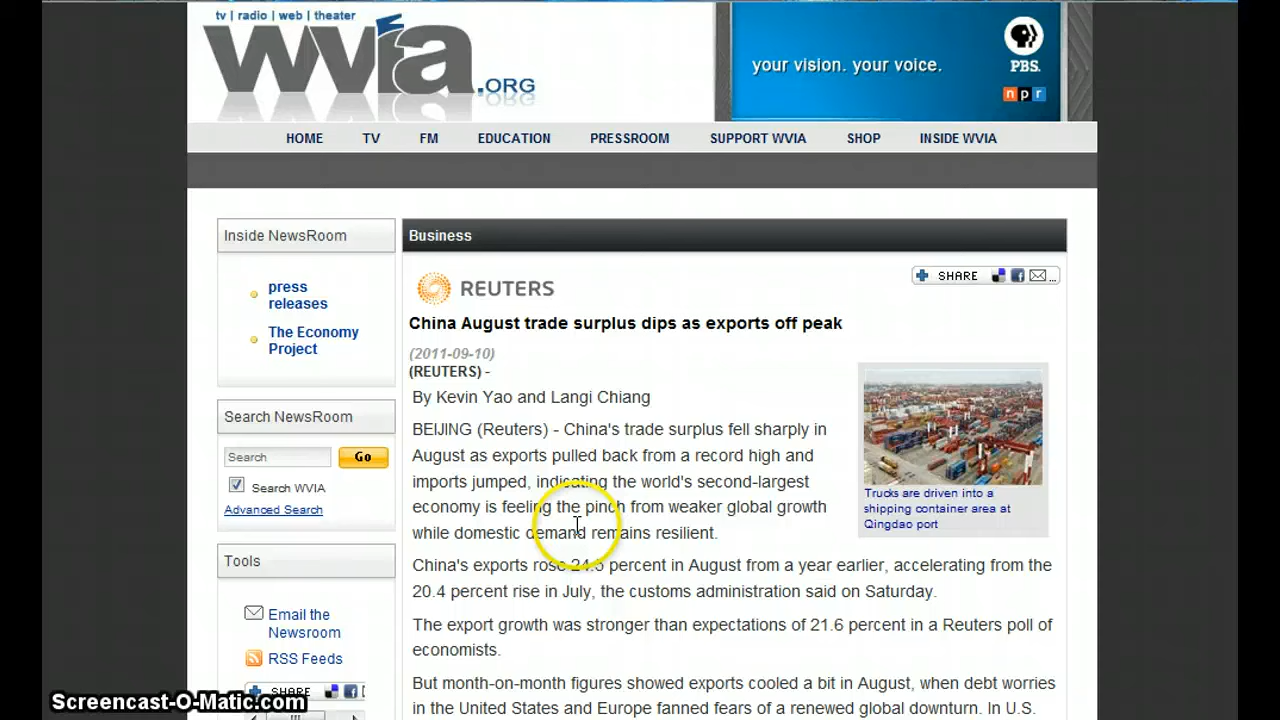 tv | radio | web | theater
wvia.ORG
your vision. your voice.
PBS.
npr
HOME TV FM EDUCATION PRESSROOM SUPPORT WVIA SHOP INSIDE WVIA
Inside NewsRoom
press
releases
The Economy
Project
Search NewsRoom
Search Go
Search WVIA
Advanced Search
Tools
Email the
Newsroom
RSS Feeds
SHARE
Business
REUTERS
SHARE ...
China August trade surplus dips as exports off peak
(2011-09-10)
(REUTERS) -
By Kevin Yao and Langi Chiang
BEIJING (Reuters) - China's trade surplus fell sharply in
August as exports pulled back from a record high and
imports jumped, indicating the world's second-largest
economy is feeling the pinch from weaker global growth
while domestic demand remains resilient.
Trucks are driven into a
shipping container area at
Qingdao port
China's exports rose 24.5 percent in August from a year earlier, accelerating from the
20.4 percent rise in July, the customs administration said on Saturday.
The export growth was stronger than expectations of 21.6 percent in a Reuters poll of
economists.
But month-on-month figures showed exports cooled a bit in August, when debt worries
in the United States and Europe fanned fears of a renewed global downturn. In U.S.
Screencast-O-Matic.com